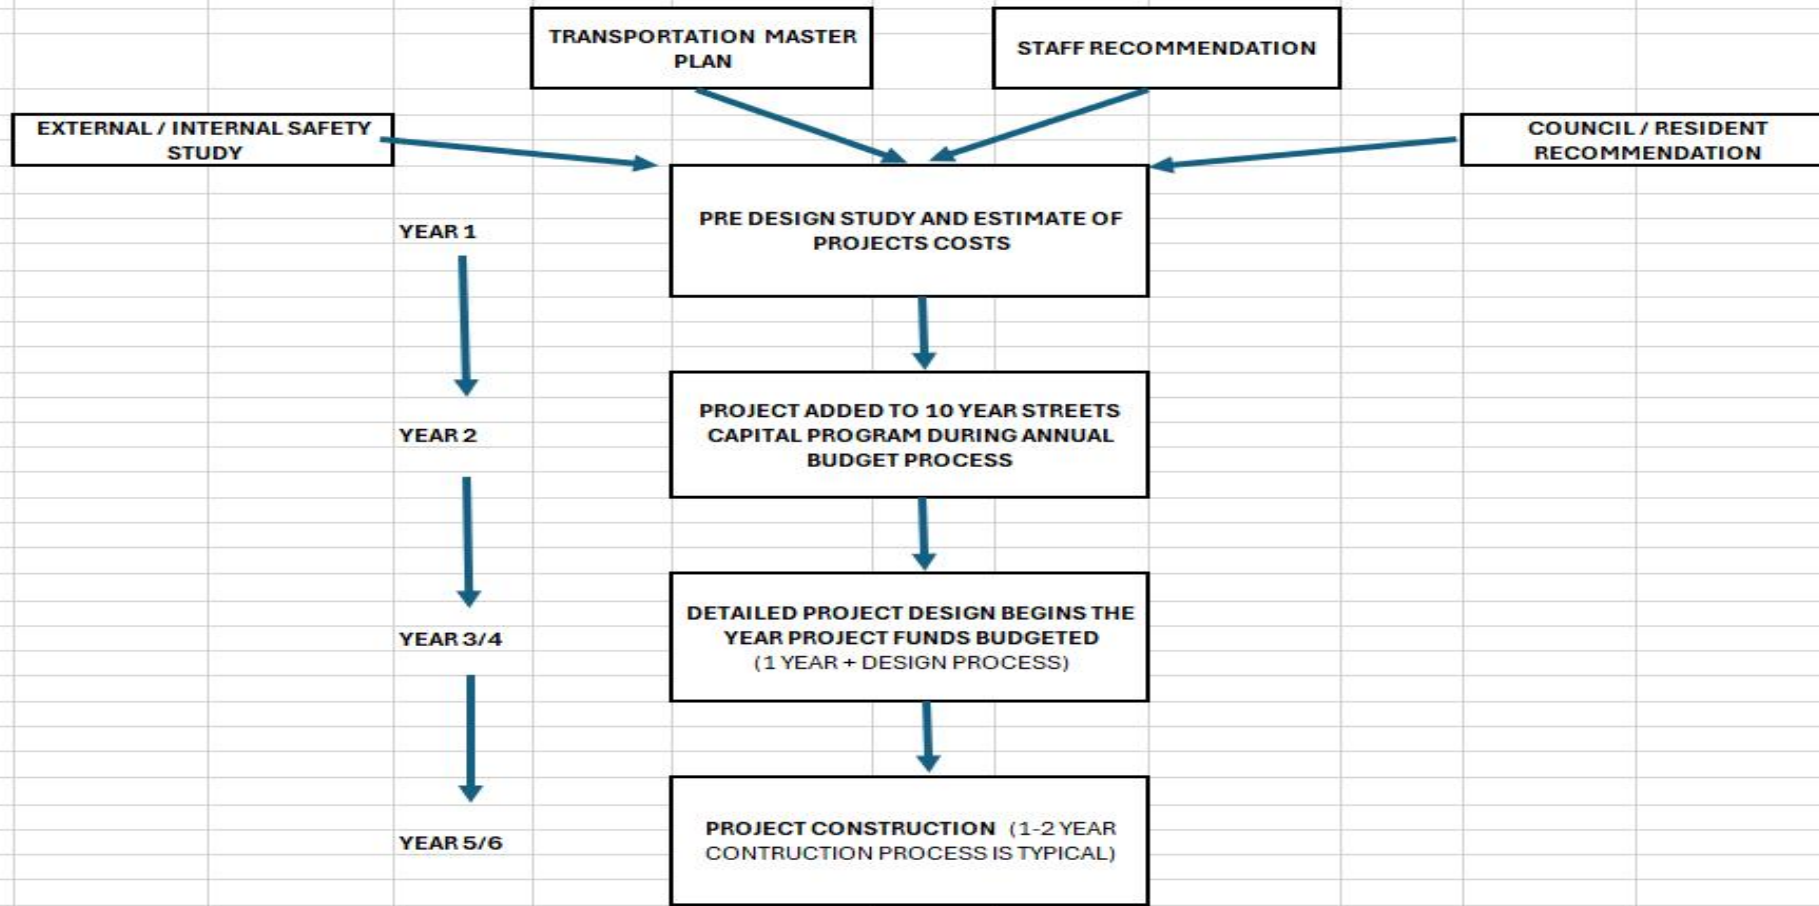 TRANSPORTATION MASTER
PLAN
STAFF RECOMMENDATION
EXTERNAL / INTERNAL SAFETY
STUDY
COUNCIL / RESIDENT
RECOMMENDATION
YEAR 1
PRE DESIGN STUDY AND ESTIMATE OF
PROJECTS COSTS
YEAR 2
PROJECT ADDED TO 10 YEAR STREETS
CAPITAL PROGRAM DURING ANNUAL
BUDGET PROCESS
YEAR 3/4
DETAILED PROJECT DESIGN BEGINS THE
YEAR PROJECT FUNDS BUDGETED
(1 YEAR + DESIGN PROCESS)
YEAR 5/6
PROJECT CONSTRUCTION (1-2 YEAR
CONTRUCTION PROCESS IS TYPICAL)